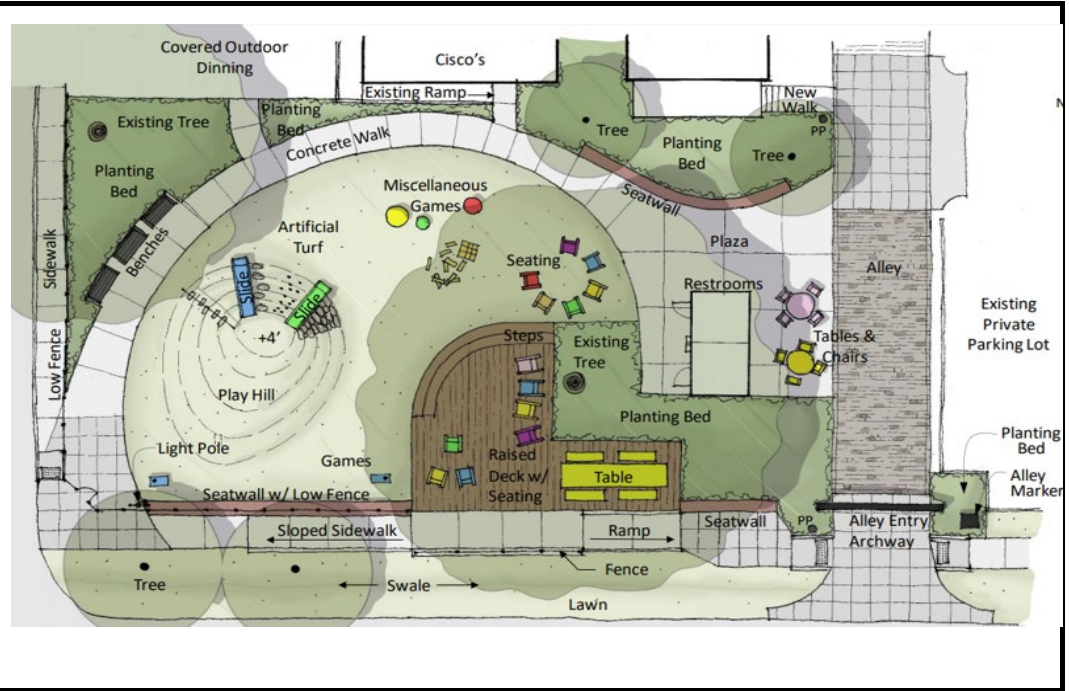 Covered Outdoor
Dinning
Cisco's
Existing Ramp
New
Walk
N
PP
Planting
Bed
Existing Tree
Concrete Walk
Tree
Planting
Bed
Tree
Planting
Bed
Miscellaneous
Games
Seatwall
Artificial
Turf
Benches
Sidewalk
Plaza
Seating
Alley
Slide
Slide
Restrooms
Existing
Private
Parking Lot
+4'
Steps
Existing
Tree
Tables &
Chairs
Low Fence
Play Hill
Planting Bed
Light Pole
Games
Raised
Deck w/
Seating
Table
Planting
Bed
Alley
Marker
Seatwall w/ Low Fence
Sloped Sidewalk
Ramp
Seatwall
PP
Alley Entry
Archway
Fence
Tree
Swale
Lawn